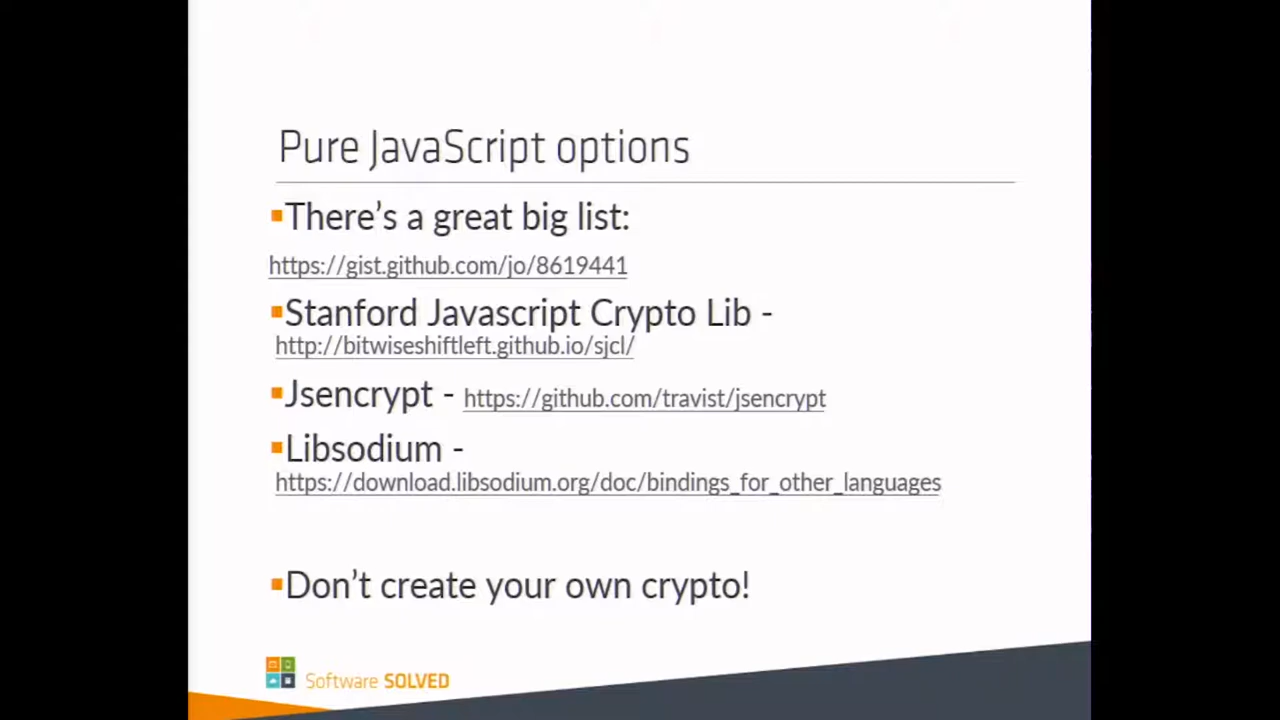 Pure JavaScript options
There's a great big list:
https://gist.github.com/jo/8619441
Stanford Javascript Crypto Lib -
http://bitwiseshiftleft.github.io/sjcl/
Jsencrypt - https://github.com/travist/jsencrypt
Libsodium -
https://download.libsodium.org/doc/bindings_for_other_languages
Don't create your own crypto!
Software SOLVED